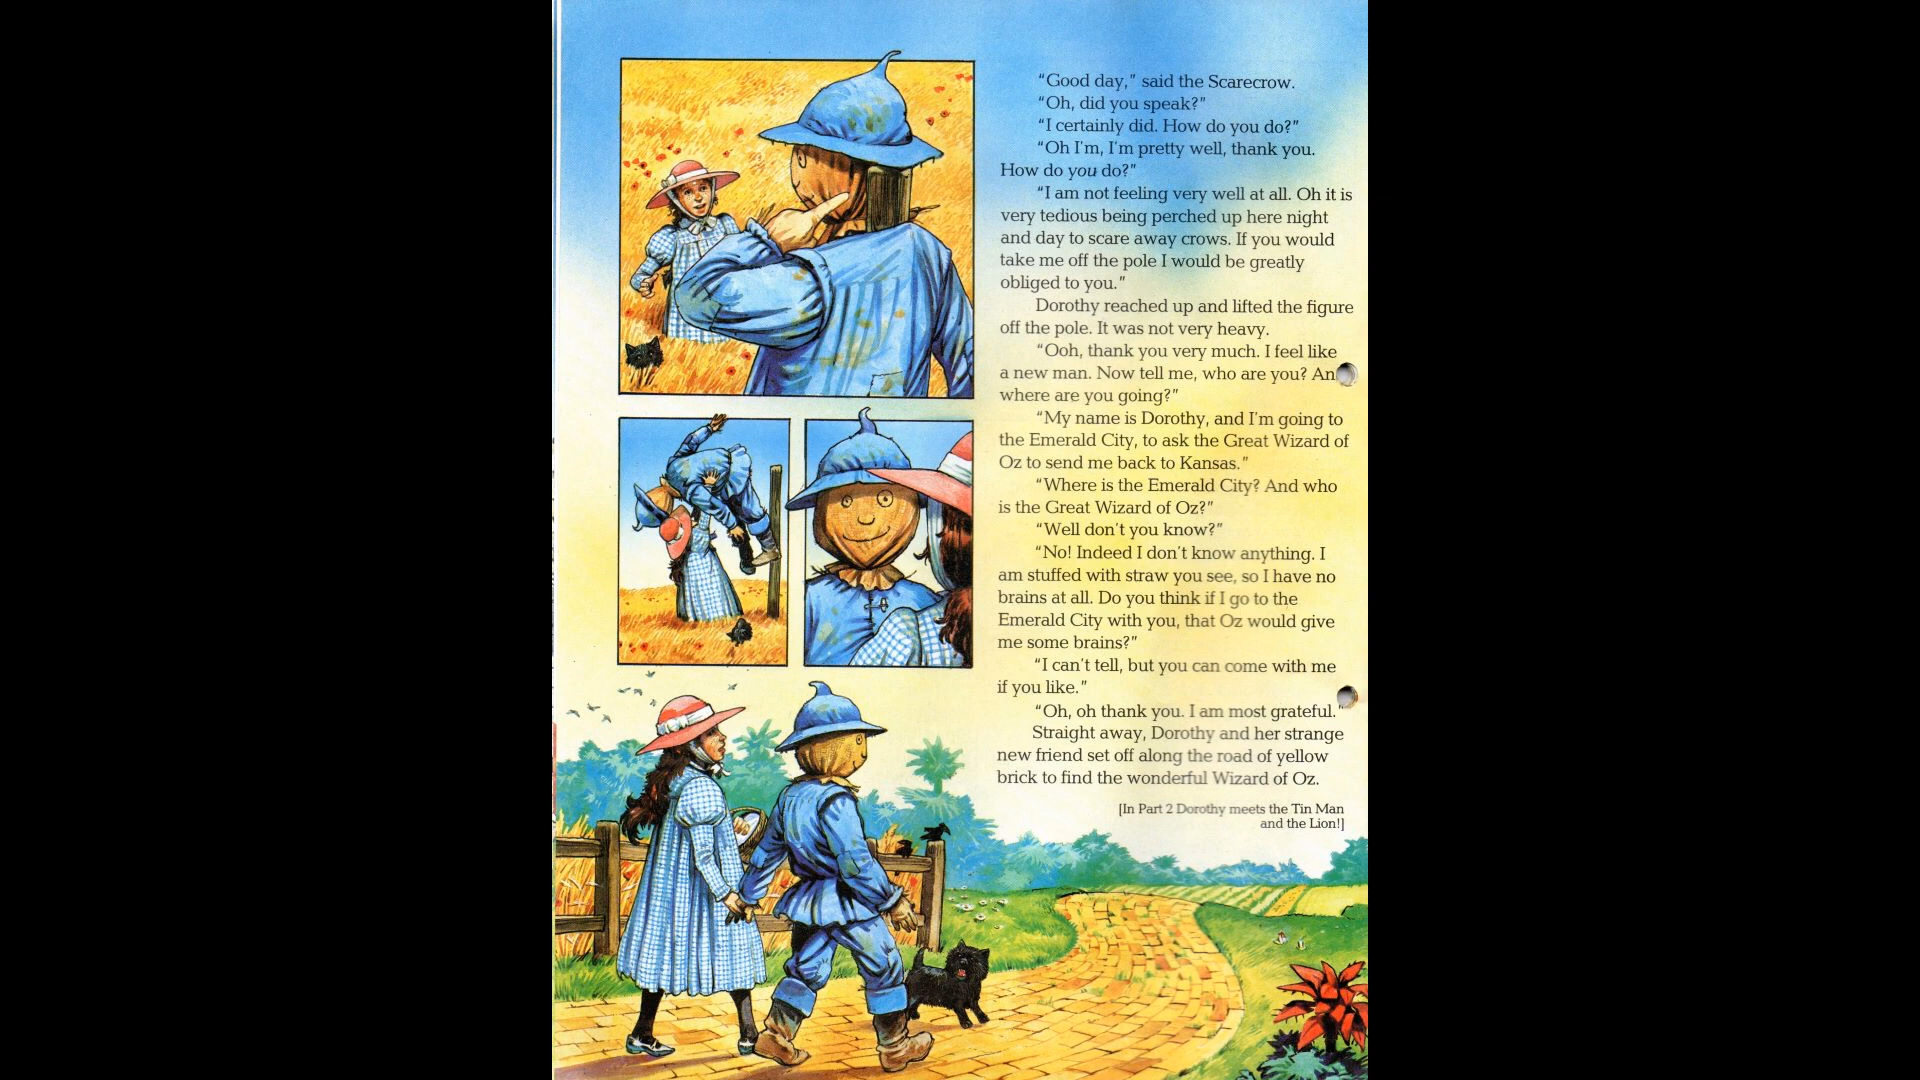 “Good day,” said the Scarecrow.
“Oh, did you speak?”
“I certainly did. How do you do?”
“Oh I’m, I’m pretty well, thank you.
How do you do?”
“I am not feeling very well at all. Oh it is
very tedious being perched up here night
and day to scare away crows. If you would
take me off the pole I would be greatly
obliged to you.”
Dorothy reached up and lifted the figure
off the pole. It was not very heavy.
“Ooh, thank you very much. I feel like
a new man. Now tell me, who are you? An
where are you going?”
“My name is Dorothy, and I’m going to
the Emerald City, to ask the Great Wizard of
Oz to send me back to Kansas.”
“Where is the Emerald City? And who
is the Great Wizard of Oz?”
“Well don’t you know?”
“No! Indeed I don’t know anything. I
am stuffed with straw you see, so I have no
brains at all. Do you think if I go to the
Emerald City with you, that Oz would give
me some brains?”
“I can’t tell, but you can come with me
if you like.”
“Oh, oh thank you. I am most grateful.”
Straight away, Dorothy and her strange
new friend set off along the road of yellow
brick to find the wonderful Wizard of Oz.
[In Part 2 Dorothy meets the Tin Man
and the Lion!]